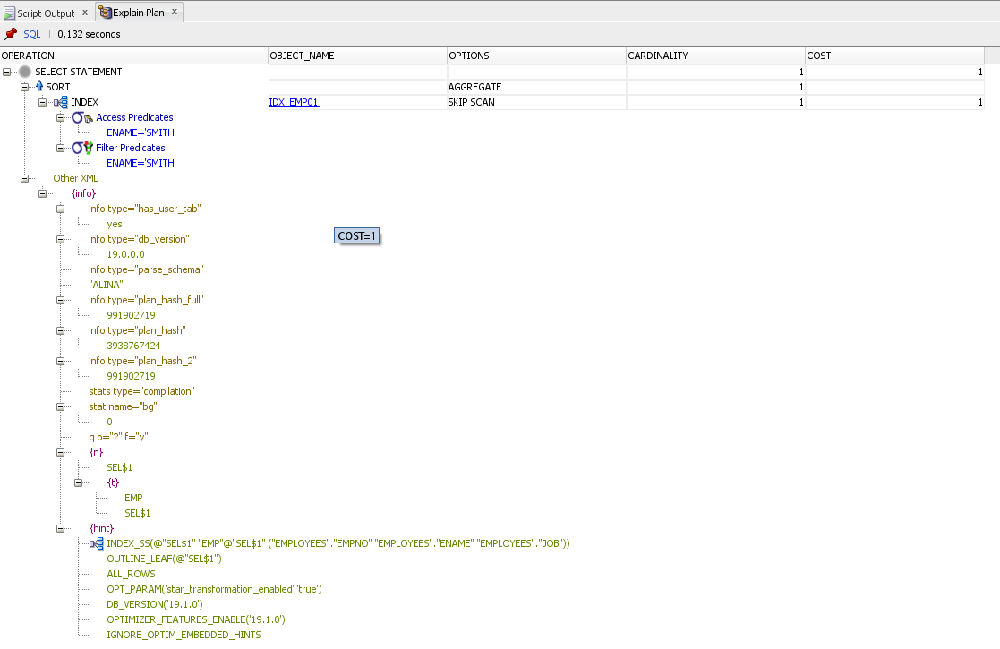 Script Output x Explain Plan x
SQL | 0,132 seconds
OPERATION OBJECT_NAME OPTIONS CARDINALITY COST
SELECT STATEMENT 1 1
SORT AGGREGATE 1
INDEX IDX_EMP01 SKIP SCAN 1 1
Access Predicates
ENAME='SMITH'
Filter Predicates
ENAME='SMITH'
Other XML
{info}
info type="has_user_tab"
yes
info type="db_version"
19.0.0.0
info type="parse_schema"
"ALINA"
info type="plan_hash_full"
991902719
info type="plan_hash"
3938767424
info type="plan_hash_2"
991902719
stats type="compilation"
stat name="bg"
0
q o="2" f="y"
{n}
SEL$1
{t}
EMP
SEL$1
{hint}
INDEX_SS(@"SEL$1" "EMP"@"SEL$1" ("EMPLOYEES"."EMPNO" "EMPLOYEES"."ENAME" "EMPLOYEES"."JOB"))
OUTLINE_LEAF(@"SEL$1")
ALL_ROWS
OPT_PARAM('star_transformation_enabled' 'true')
DB_VERSION('19.1.0')
OPTIMIZER_FEATURES_ENABLE('19.1.0')
IGNORE_OPTIM_EMBEDDED_HINTS
COST=1